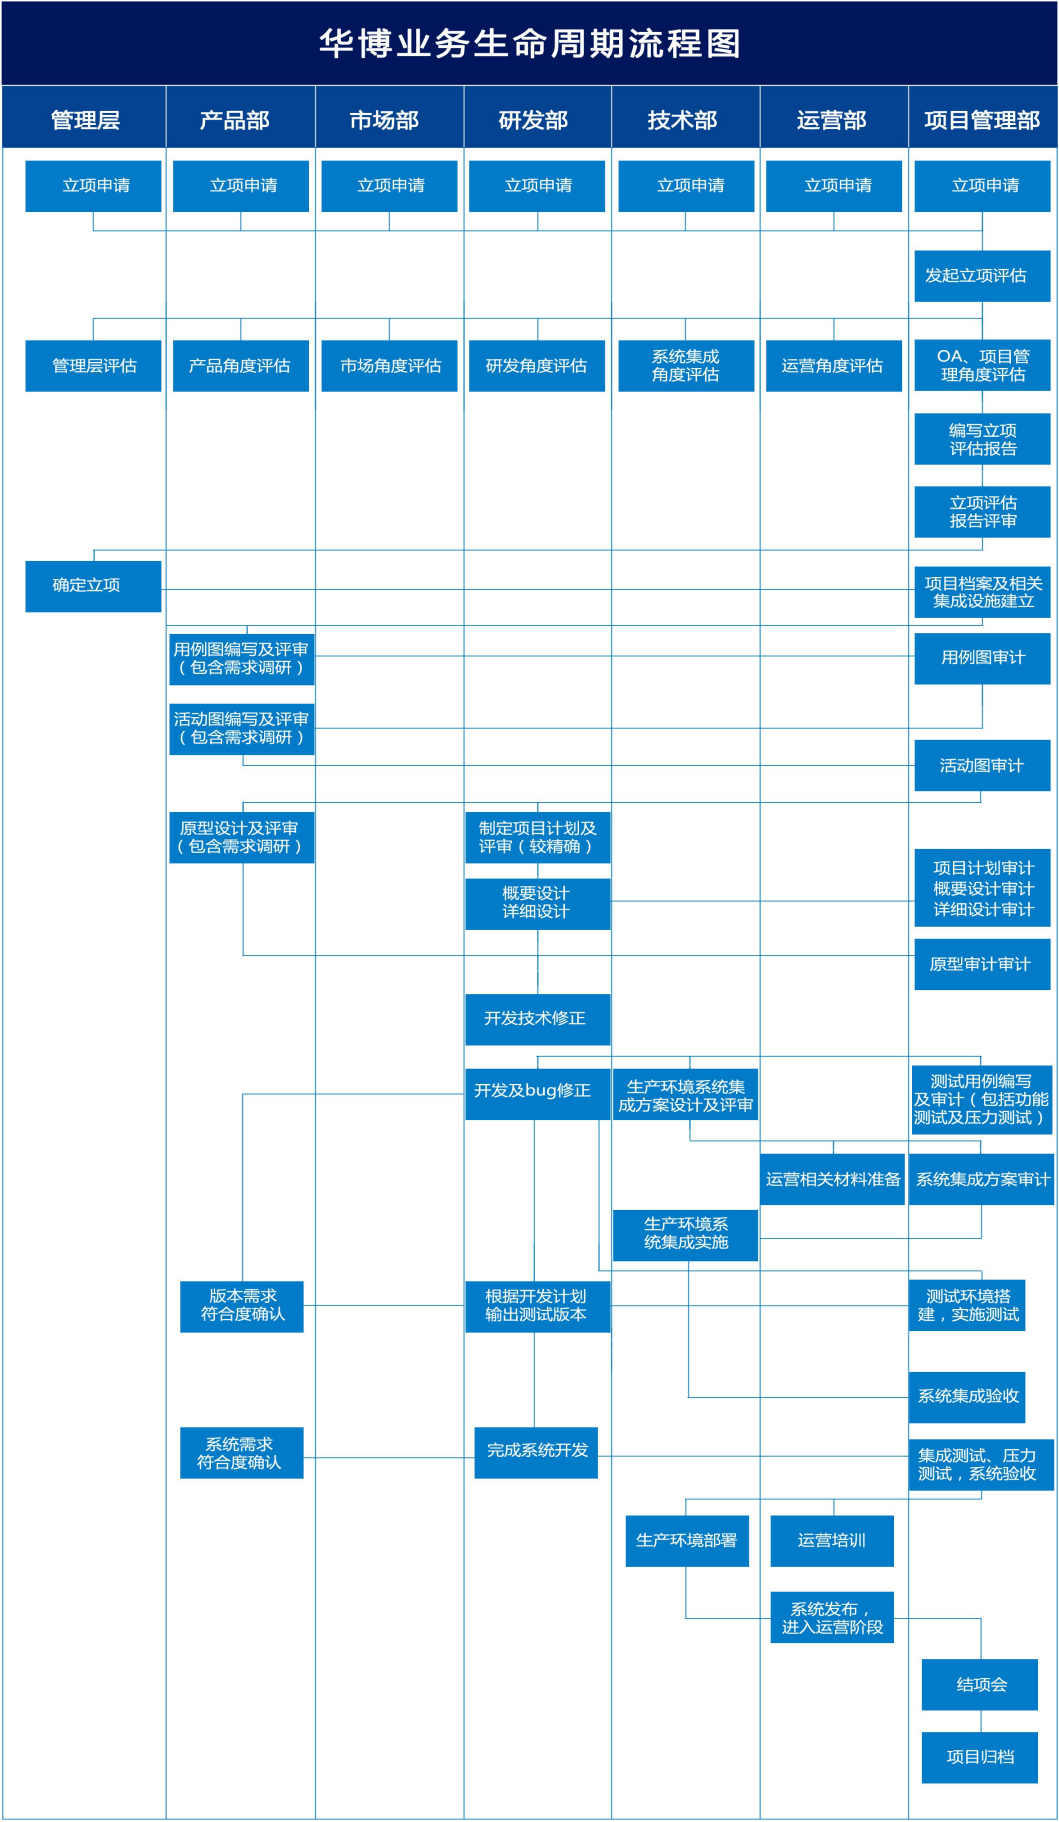 华博业务生命周期流程图
管理层
产品部
市场部
研发部
技术部
运营部
项目管理部
立项申请
立项申请
立项申请
立项申请
立项申请
立项申请
立项申请
发起立项评估
管理层评估
产品角度评估
市场角度评估
研发角度评估
系统集成
角度评估
运营角度评估
OA、项目管
理角度评估
编写立项
评估报告
立项评估
报告评审
确定立项
项目档案及相关
集成设施建立
用例图编写及评审
（包含需求调研）
用例图审计
活动图编写及评审
（包含需求调研）
活动图审计
原型设计及评审
（包含需求调研）
制定项目计划及
评审（较精确）
项目计划审计
概要设计审计
详细设计审计
概要设计
详细设计
原型审计审计
开发技术修正
开发及bug修正
生产环境系统集
成方案设计及评审
测试用例编写
及审计（包括功能
测试及压力测试）
运营相关材料准备
系统集成方案审计
生产环境系
统集成实施
版本需求
符合度确认
根据开发计划
输出测试版本
测试环境搭
建，实施测试
系统集成验收
系统需求
符合度确认
完成系统开发
集成测试、压力
测试，系统验收
生产环境部署
运营培训
系统发布，
进入运营阶段
结项会
项目归档